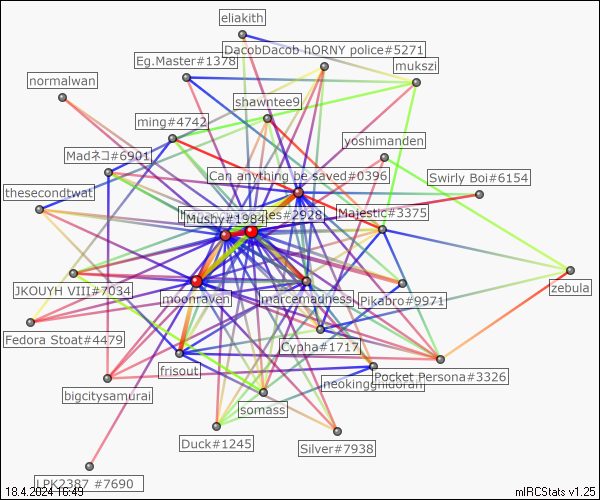 eliakith
DacobDacob hORNY police#5271
Eg.Master#1378
mukszi
normalwan
shawntee9
ming#4742
yoshimanden
Madネコ#6901
Can anything be saved#0396
Swirly Boi#6154
thesecondtwat
Mushy#1984
les#2928
Majestic#3375
JKOUYH VIII#7034
moonraven
marcemadness
Pikabro#9971
zebula
Fedora Stoat#4479
Cypha#1717
frisout
neokingghidorah
Pocket Persona#3326
bigcitysamurai
somass
Duck#1245
Silver#7938
LPK2387 #7690
18.4.2024 16:49
mIRCStats v1.25